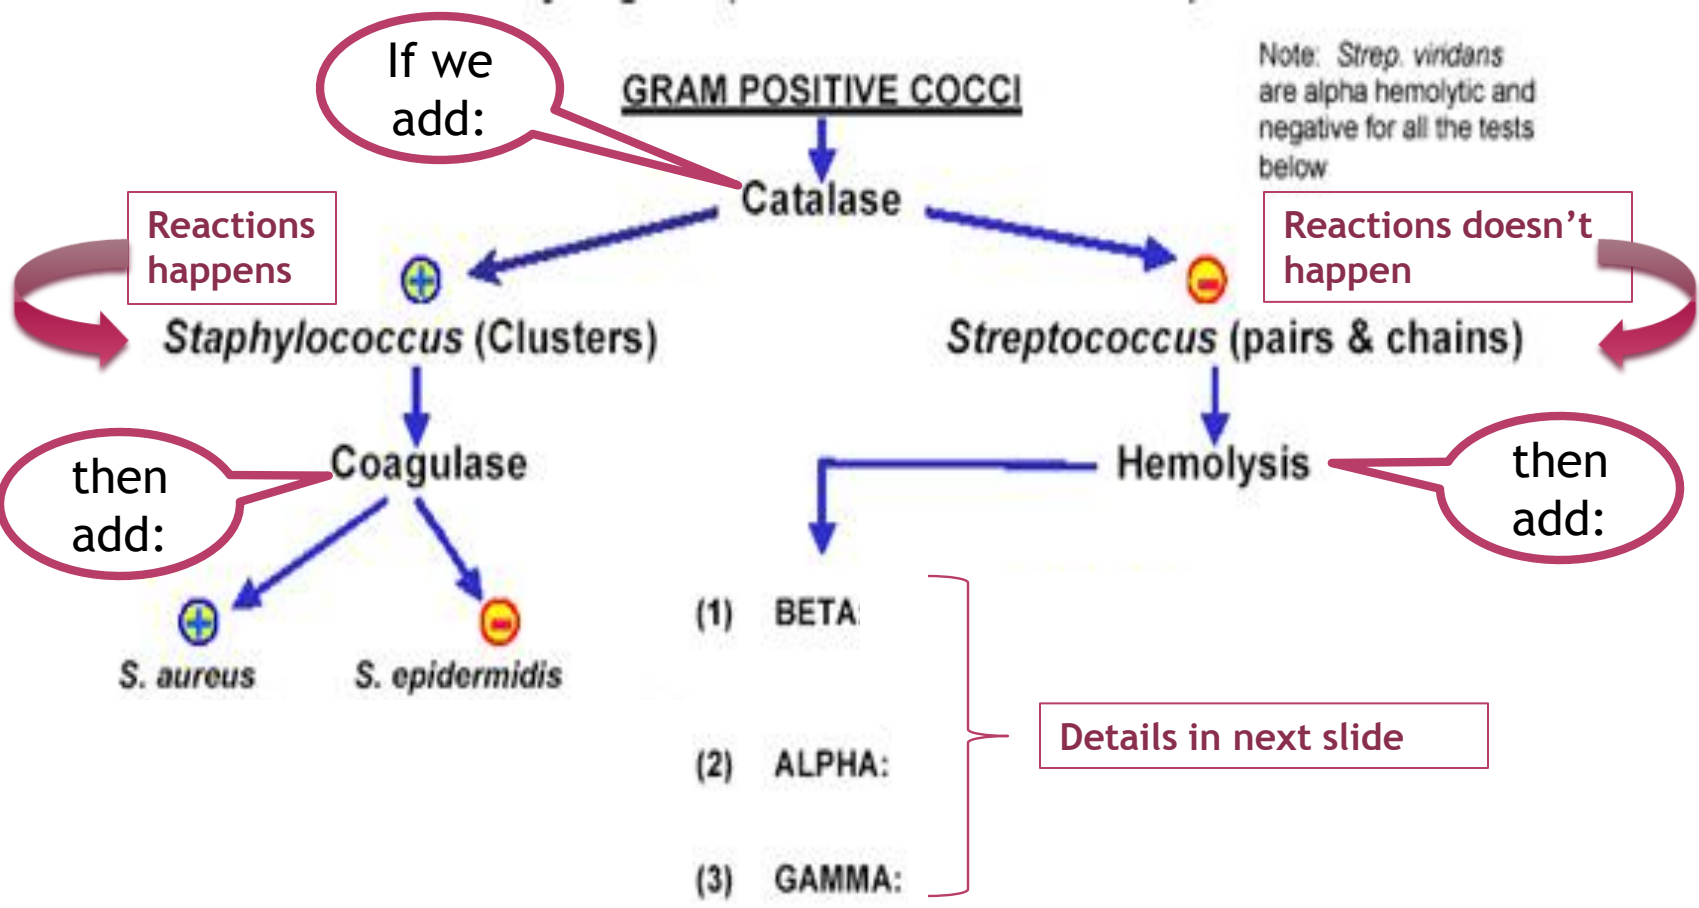 If we
add:
GRAM POSITIVE COCCI
Note: Strep. viridans
are alpha hemolytic and
negative for all the tests
below
Catalase
Reactions
happens
Reactions doesn’t
happen
+
-
Staphylococcus (Clusters)
Streptococcus (pairs & chains)
then
add:
Coagulase
Hemolysis
then
add:
+
-
S. aureus
S. epidermidis
(1) BETA:
(2) ALPHA:
(3) GAMMA:
Details in next slide